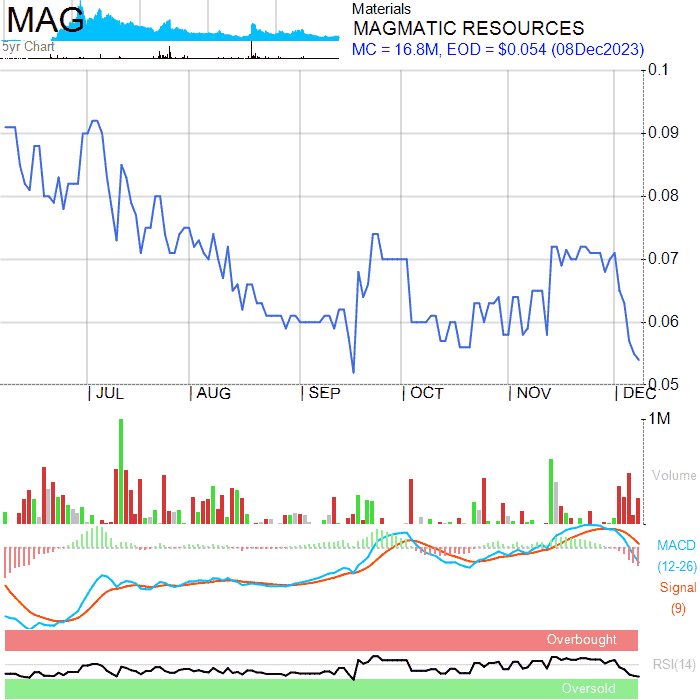 MAG
5yr Chart
Materials
MAGMATIC RESOURCES
MC = 16.8M, EOD = $0.054 (08Dec2023)
0.1
0.09
0.08
0.07
0.06
0.05
JUL AUG SEP OCT NOV DEC
1M
Volume
MACD
(12-26)
Signal
(9)
Overbought
RSI(14)
Oversold